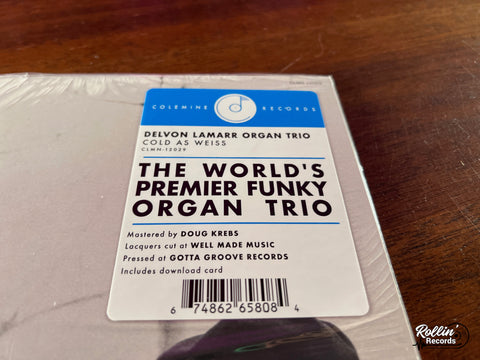 COLEMINE RECORDS
DELVON LAMARR ORGAN TRIO
COLD AS WEISS
CLMN-12029
THE WORLD'S
PREMIER FUNKY
ORGAN TRIO
Mastered by DOUG KREBS
Lacquers cut at WELL MADE MUSIC
Pressed at GOTTA GROOVE RECORDS
Includes download card
6 74862 65808 4
Rollin'
Records